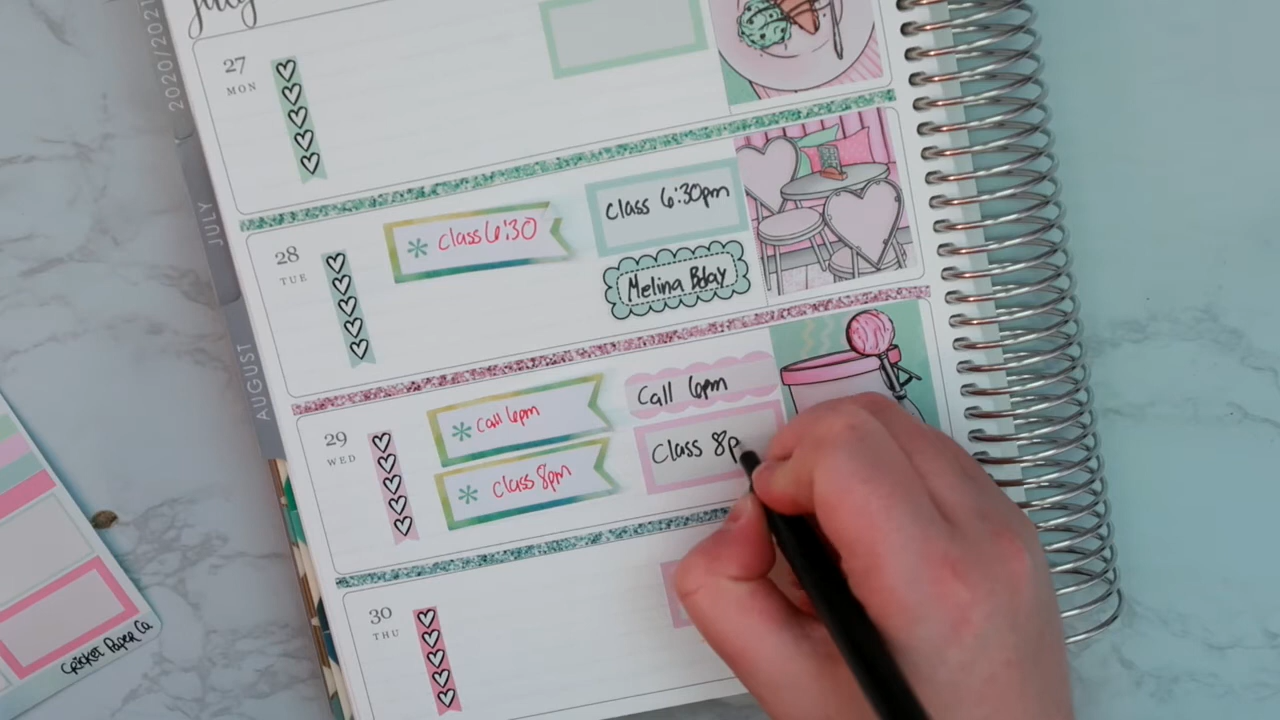 July
2020/2021
27
MON
JULY
28
TUE
* class 6:30
Class 6:30pm
Melina Bday
AUGUST
29
WED
* call 6pm
* class 8pm
Call 6pm
Class 8p
30
THU
Cricket Paper Co